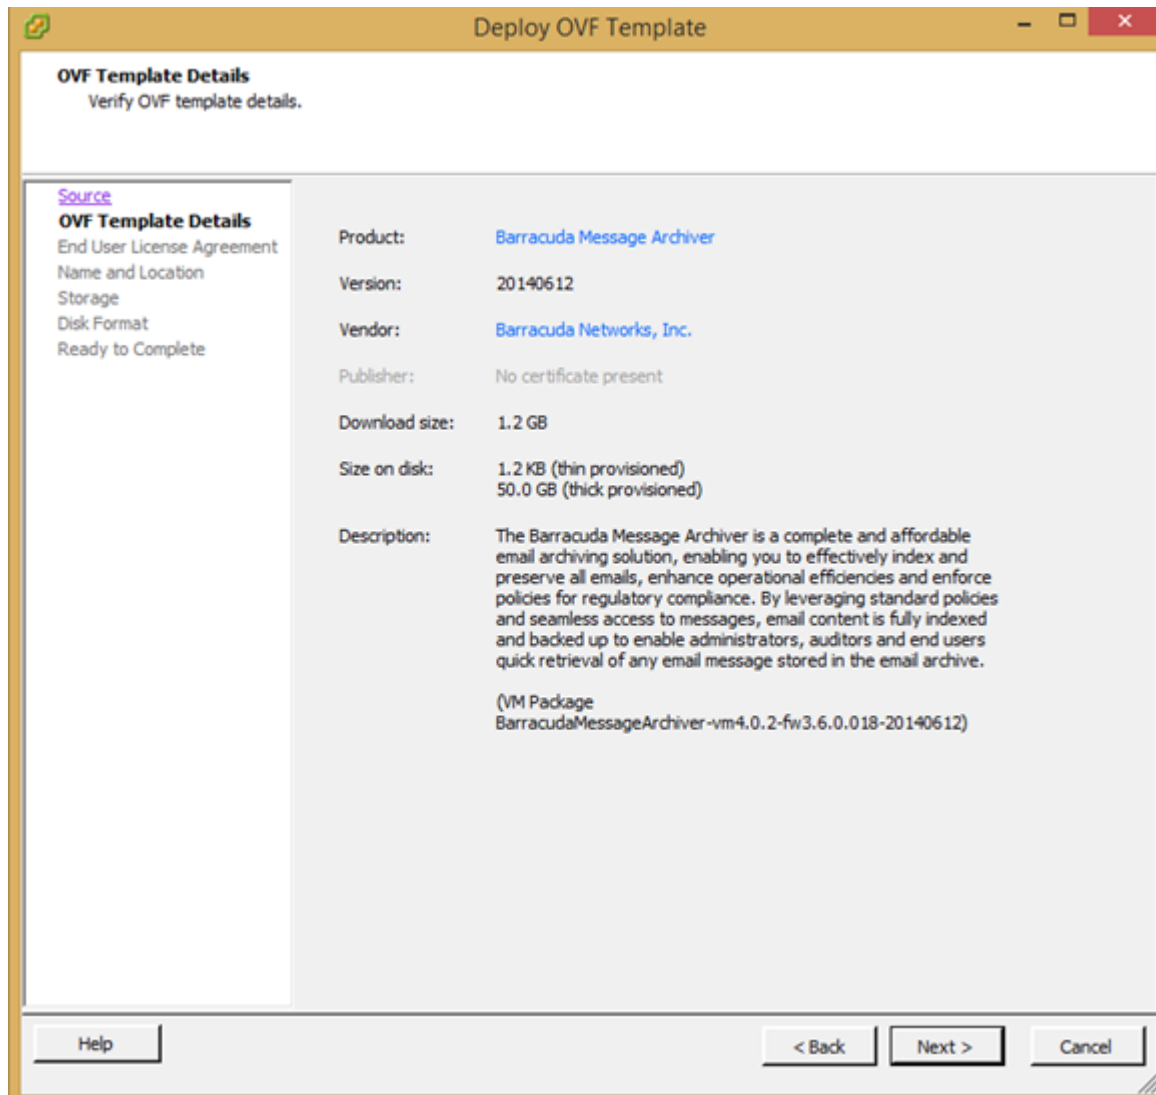 Deploy OVF Template
OVF Template Details
Verify OVF template details.
Source
OVF Template Details
End User License Agreement
Name and Location
Storage
Disk Format
Ready to Complete
Product: Barracuda Message Archiver
Version: 20140612
Vendor: Barracuda Networks, Inc.
Publisher: No certificate present
Download size: 1.2 GB
Size on disk: 1.2 KB (thin provisioned)
50.0 GB (thick provisioned)
Description: The Barracuda Message Archiver is a complete and affordable
email archiving solution, enabling you to effectively index and
preserve all emails, enhance operational efficiencies and enforce
policies for regulatory compliance. By leveraging standard policies
and seamless access to messages, email content is fully indexed
and backed up to enable administrators, auditors and end users
quick retrieval of any email message stored in the email archive.
(VM Package
BarracudaMessageArchiver-vm4.0.2-fw3.6.0.018-20140612)
Help
< Back
Next >
Cancel